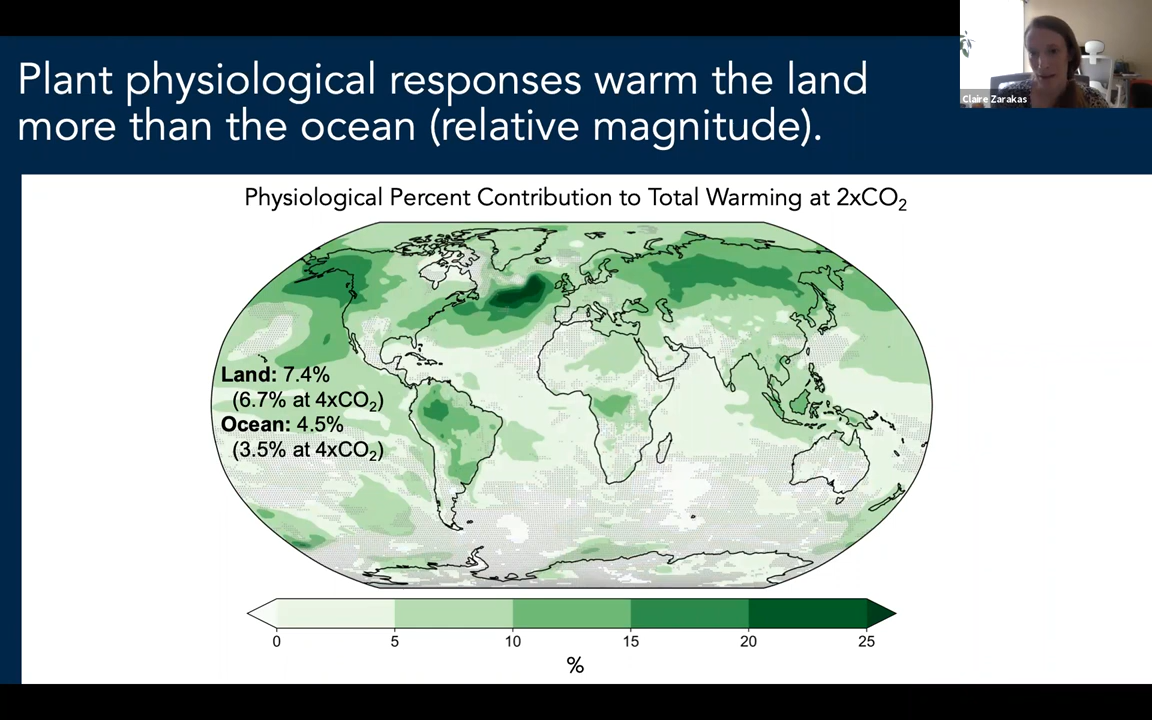 Plant physiological responses warm the land
more than the ocean (relative magnitude).
Claire Zarakas
Physiological Percent Contribution to Total Warming at 2xCO₂
Land: 7.4%
(6.7% at 4xCO₂)
Ocean: 4.5%
(3.5% at 4xCO₂)
0 5 10 15 20 25
%